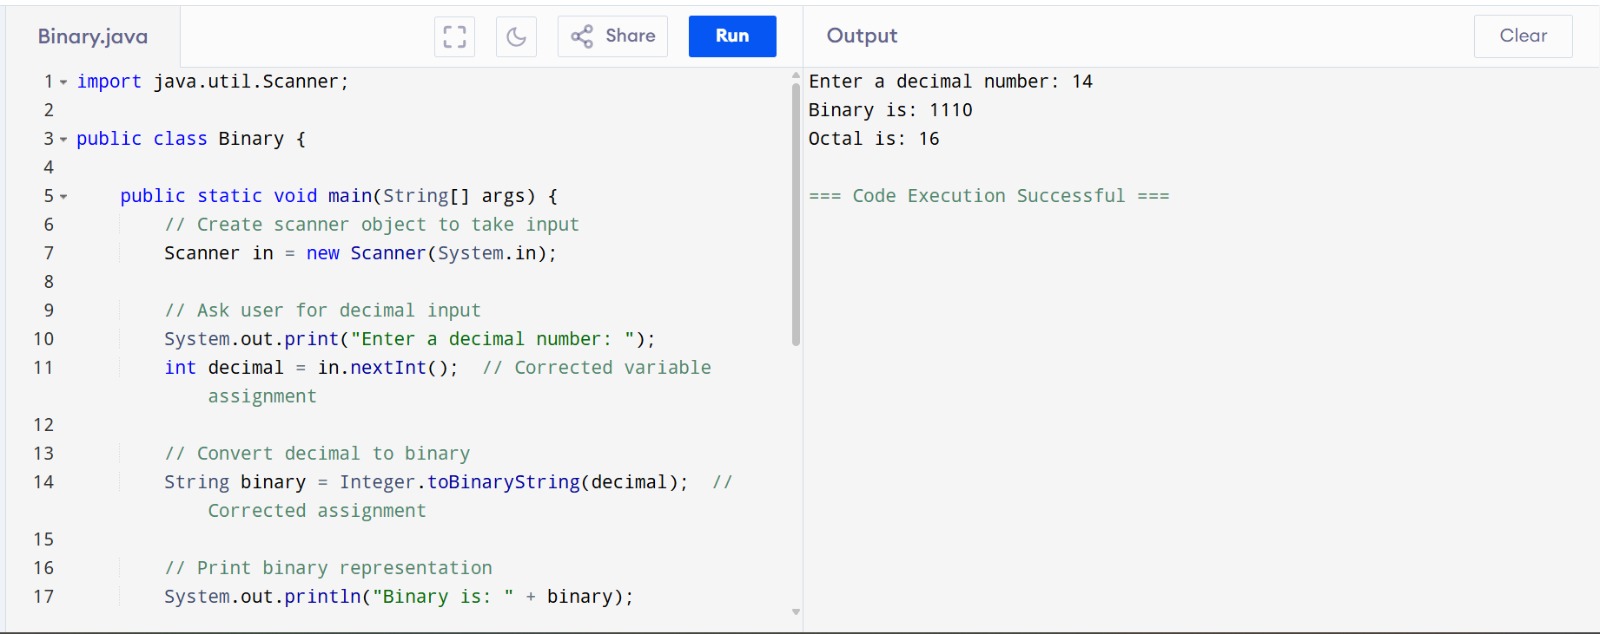 Binary.java
Share
Run
1 import java.util.Scanner;
2
3 public class Binary {
4
5 public static void main(String[] args) {
6 // Create scanner object to take input
7 Scanner in = new Scanner(System.in);
8
9 // Ask user for decimal input
10 System.out.print("Enter a decimal number: ");
11 int decimal = in.nextInt();  // Corrected variable
assignment
12
13 // Convert decimal to binary
14 String binary = Integer.toBinaryString(decimal);  //
Corrected assignment
15
16 // Print binary representation
17 System.out.println("Binary is: " + binary);
Output
Clear
Enter a decimal number: 14
Binary is: 1110
Octal is: 16
=== Code Execution Successful ===